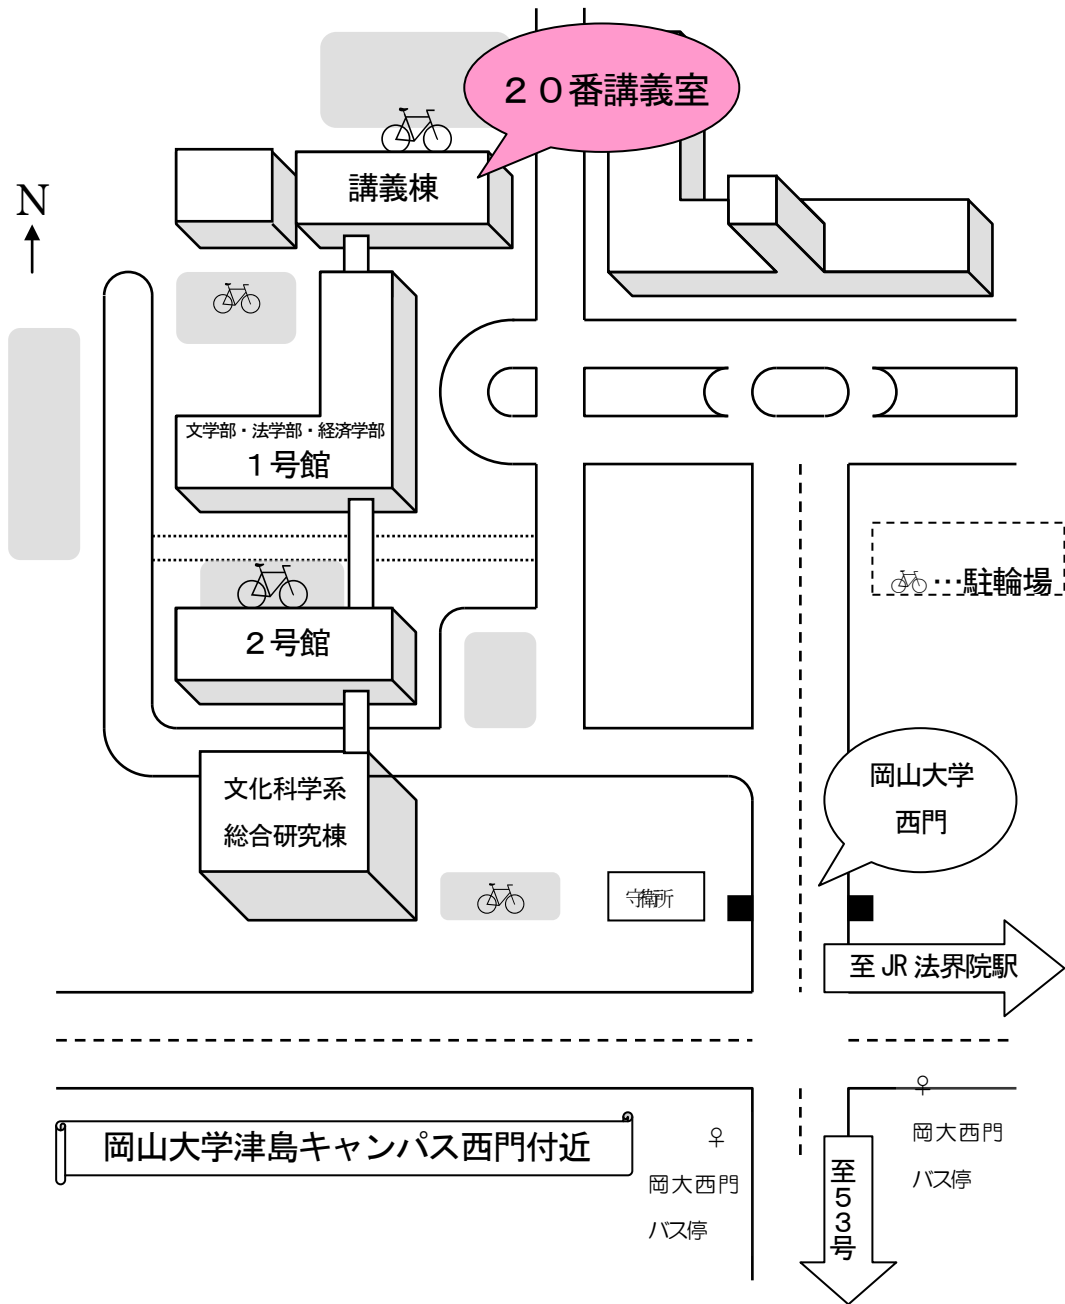 ２０番講義室
講義棟
N
文学部・法学部・経済学部
１号館
…駐輪場
２号館
岡山大学
西門
文化科学系
総合研究棟
守衛所
至 JR 法界院駅
岡山大学津島キャンパス西門付近
岡大西門
バス停
岡大西門
バス停
至５３号